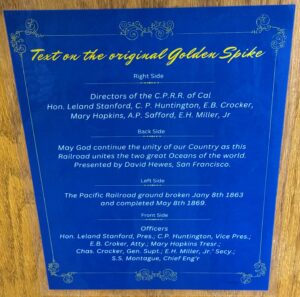 Text on the original Golden Spike
Right Side
Directors of the C.P.R.R. of Cal
Hon. Leland Stanford, C. P. Huntington, E.B. Crocker,
Mary Hopkins, A.P. Safford, E.H. Miller, Jr
Back Side
May God continue the unity of our Country as this
Railroad unites the two great Oceans of the world.
Presented by David Hewes, San Francisco.
Left Side
The Pacific Railroad ground broken Jany 8th 1863
and completed May 8th 1869.
Front Side
Officers
Hon. Leland Stanford, Pres.; C.P. Huntington, Vice Pres.;
E.B. Croker, Atty.; Mary Hopkins Tresr.;
Chas. Crocker, Gen. Supt.; E.H. Miller, Jr.' Secy.;
S.S. Montague, Chief Eng'r